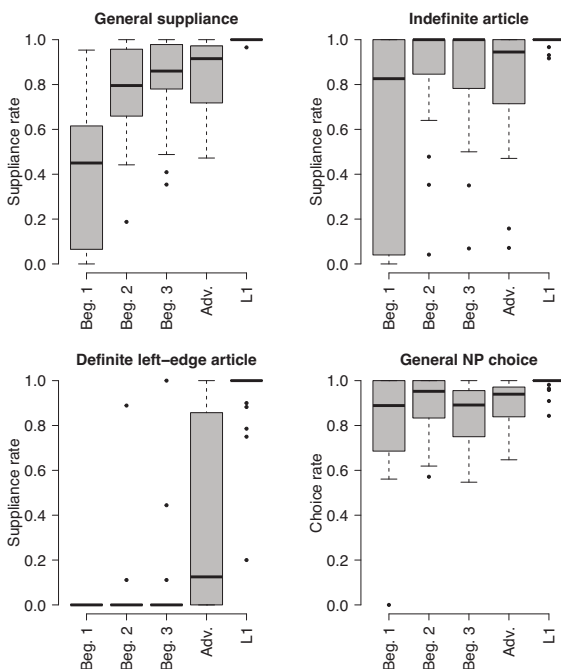 General suppliance
Suppliance rate
1.0
0.8
0.6
0.4
0.2
0.0
Beg. 1
Beg. 2
Beg. 3
Adv.
L1
Indefinite article
Suppliance rate
1.0
0.8
0.6
0.4
0.2
0.0
Beg. 1
Beg. 2
Beg. 3
Adv.
L1
Definite left–edge article
Suppliance rate
1.0
0.8
0.6
0.4
0.2
0.0
Beg. 1
Beg. 2
Beg. 3
Adv.
L1
General NP choice
Choice rate
1.0
0.8
0.6
0.4
0.2
0.0
Beg. 1
Beg. 2
Beg. 3
Adv.
L1